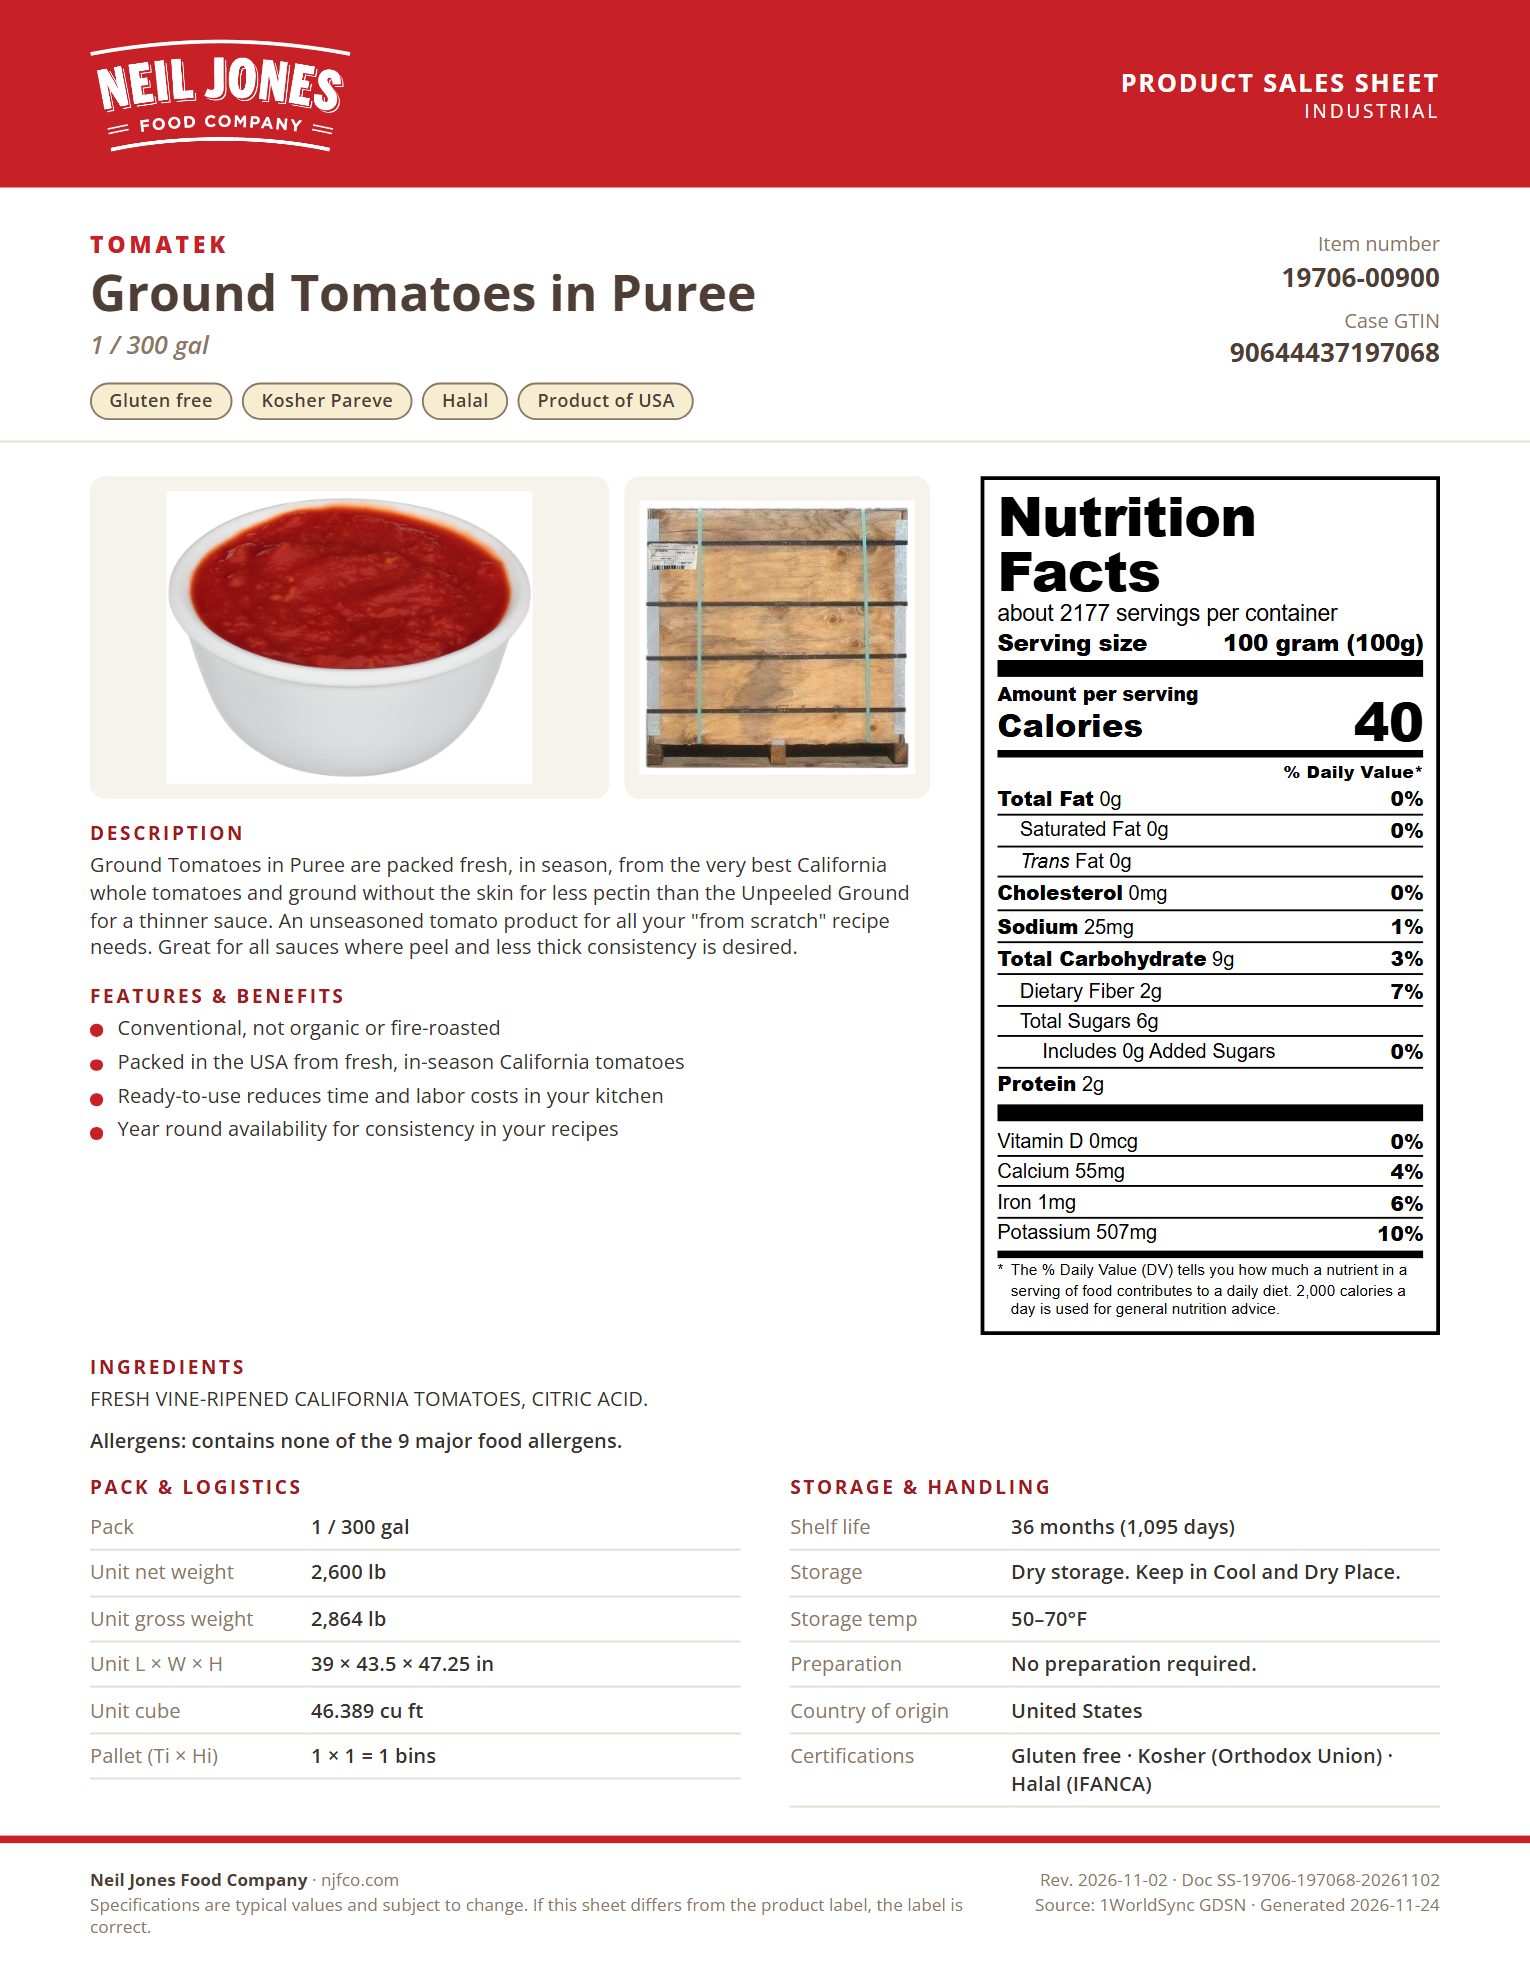 NEIL JONES
FOOD COMPANY
PRODUCT SALES SHEET
INDUSTRIAL
TOMATEK
Ground Tomatoes in Puree
1 / 300 gal
Gluten free
Kosher Pareve
Halal
Product of USA
Item number
19706-00900
Case GTIN
90644437197068
DESCRIPTION
Ground Tomatoes in Puree are packed fresh, in season, from the very best California
whole tomatoes and ground without the skin for less pectin than the Unpeeled Ground
for a thinner sauce. An unseasoned tomato product for all your "from scratch" recipe
needs. Great for all sauces where peel and less thick consistency is desired.
FEATURES & BENEFITS
Conventional, not organic or fire-roasted
Packed in the USA from fresh, in-season California tomatoes
Ready-to-use reduces time and labor costs in your kitchen
Year round availability for consistency in your recipes
Nutrition
Facts
about 2177 servings per container
Serving size 100 gram (100g)
Amount per serving
Calories 40
% Daily Value*
Total Fat 0g 0%
Saturated Fat 0g 0%
Trans Fat 0g
Cholesterol 0mg 0%
Sodium 25mg 1%
Total Carbohydrate 9g 3%
Dietary Fiber 2g 7%
Total Sugars 6g
Includes 0g Added Sugars 0%
Protein 2g
Vitamin D 0mcg 0%
Calcium 55mg 4%
Iron 1mg 6%
Potassium 507mg 10%
* The % Daily Value (DV) tells you how much a nutrient in a
serving of food contributes to a daily diet. 2,000 calories a
day is used for general nutrition advice.
INGREDIENTS
FRESH VINE-RIPENED CALIFORNIA TOMATOES, CITRIC ACID.
Allergens: contains none of the 9 major food allergens.
PACK & LOGISTICS
Pack 1 / 300 gal
Unit net weight 2,600 lb
Unit gross weight 2,864 lb
Unit L × W × H 39 × 43.5 × 47.25 in
Unit cube 46.389 cu ft
Pallet (Ti × Hi) 1 × 1 = 1 bins
STORAGE & HANDLING
Shelf life 36 months (1,095 days)
Storage Dry storage. Keep in Cool and Dry Place.
Storage temp 50–70°F
Preparation No preparation required.
Country of origin United States
Certifications Gluten free · Kosher (Orthodox Union) ·
Halal (IFANCA)
Neil Jones Food Company · njfco.com
Specifications are typical values and subject to change. If this sheet differs from the product label, the label is
correct.
Rev. 2026-11-02 · Doc SS-19706-197068-20261102
Source: 1WorldSync GDSN · Generated 2026-11-24